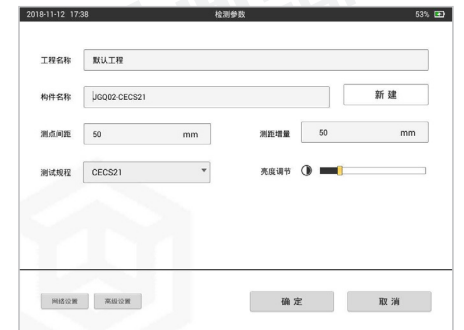 2018-11-12 17:38 检测参数 53%
工程名称 默认工程
构件名称 JGQ02-CECS21 新建
测点间距 50 mm 测距增量 50 mm
测试规程 CECS21 亮度调节
网络设置 高级设置 确定 取消